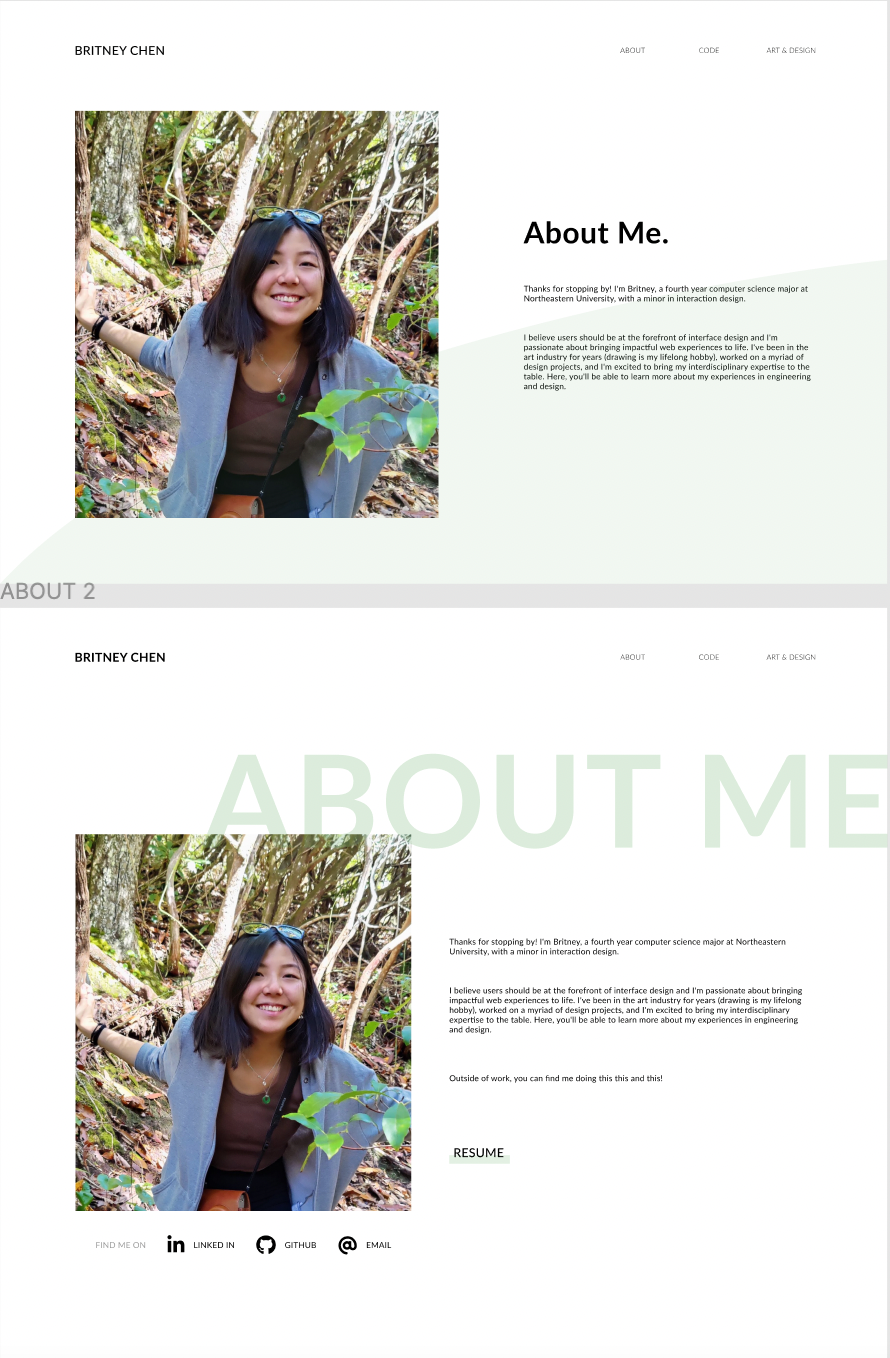 BRITNEY CHEN
ABOUT
CODE
ART & DESIGN
About Me.
Thanks for stopping by! I'm Britney, a fourth year computer science major at
Northeastern University, with a minor in interaction design.
I believe users should be at the forefront of interface design and I'm
passionate about bringing impactful web experiences to life. I've been in the
art industry for years (drawing is my lifelong hobby), worked on a myriad of
design projects, and I'm excited to bring my interdisciplinary expertise to the
table. Here, you'll be able to learn more about my experiences in engineering
and design.
ABOUT 2
BRITNEY CHEN
ABOUT
CODE
ART & DESIGN
ABOUT ME
Thanks for stopping by! I'm Britney, a fourth year computer science major at Northeastern
University, with a minor in interaction design.
I believe users should be at the forefront of interface design and I'm passionate about bringing
impactful web experiences to life. I've been in the art industry for years (drawing is my lifelong
hobby), worked on a myriad of design projects, and I'm excited to bring my interdisciplinary
expertise to the table. Here, you'll be able to learn more about my experiences in engineering
and design.
Outside of work, you can find me doing this this and this!
RESUME
FIND ME ON
in
LINKED IN
GITHUB
@
EMAIL